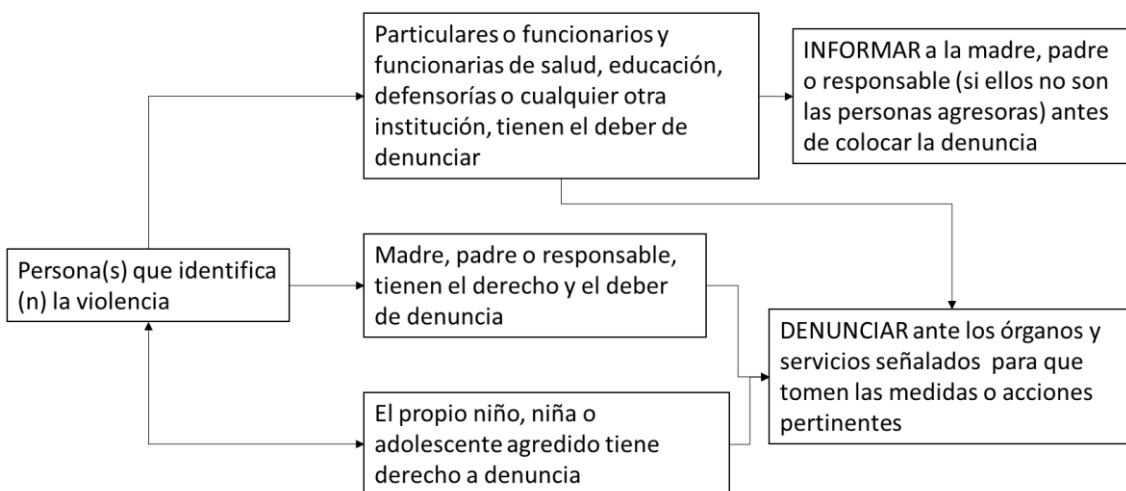 Particulares o funcionarios y
funcionarias de salud, educación,
defensorías o cualquier otra
institución, tienen el deber de
denunciar
INFORMAR a la madre, padre
o responsable (si ellos no son
las personas agresoras) antes
de colocar la denuncia
Persona(s) que identifica
(n) la violencia
Madre, padre o responsable,
tienen el derecho y el deber
de denuncia
DENUNCIAR ante los órganos y
servicios señalados para que
tomen las medidas o acciones
pertinentes
El propio niño, niña o
adolescente agredido tiene
derecho a denuncia